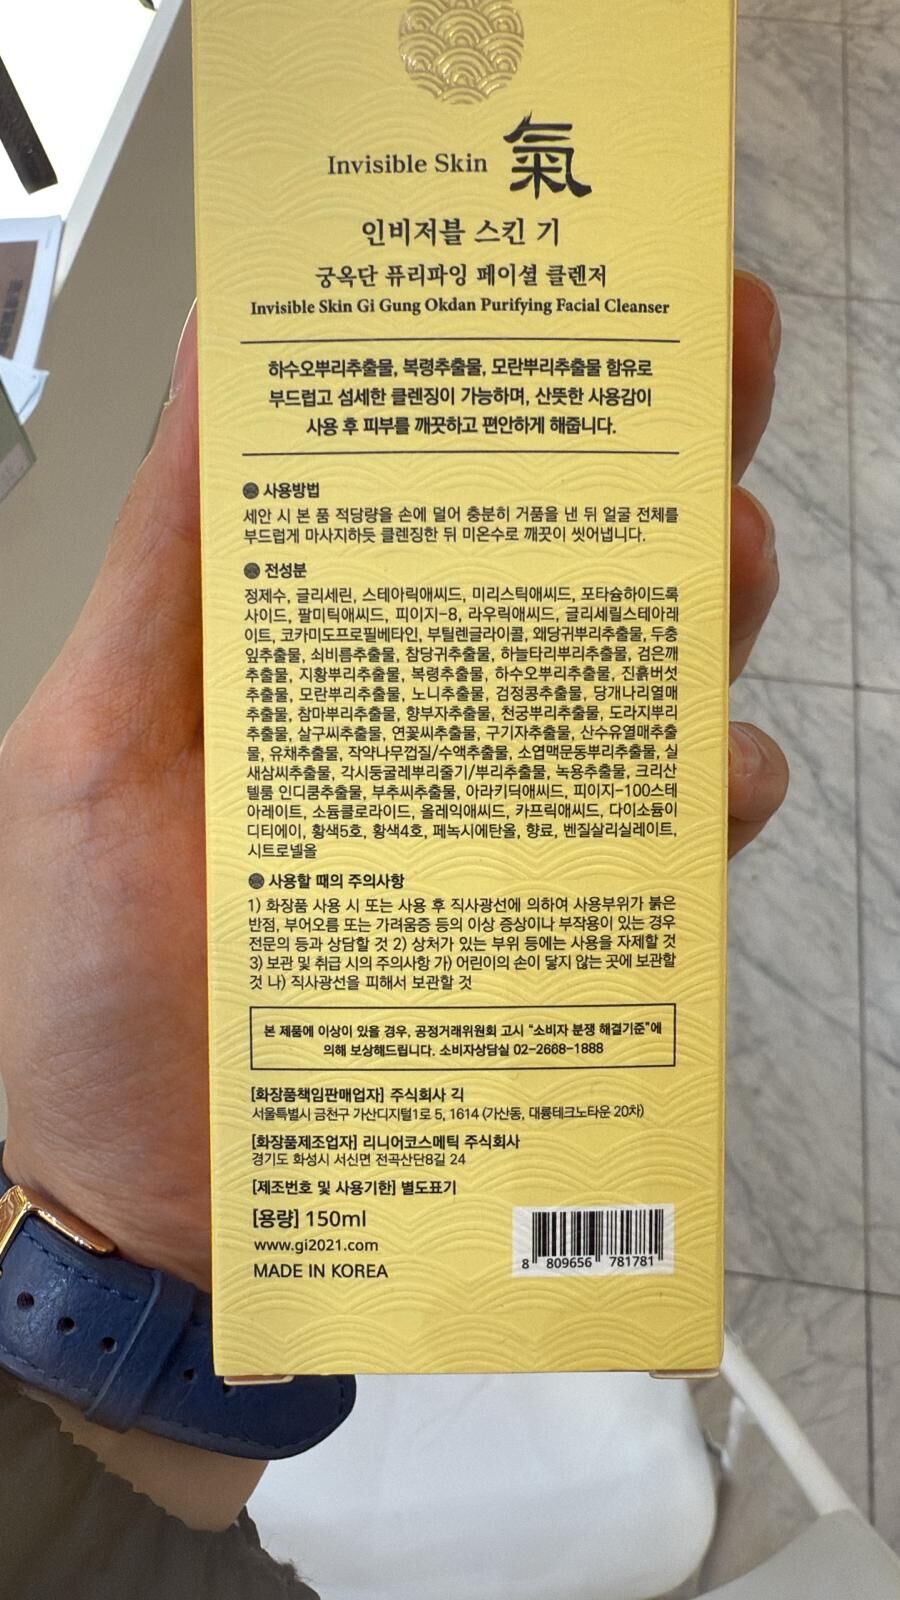 Invisible Skin 氣
인비저블 스킨 기
궁옥단 퓨리파잉 페이셜 클렌저
Invisible Skin Gi Gung Okdan Purifying Facial Cleanser
하수오뿌리추출물, 복령추출물, 모란뿌리추출물 함유로
부드럽고 섬세한 클렌징이 가능하며, 산뜻한 사용감이
사용 후 피부를 깨끗하고 편안하게 해줍니다.
사용방법
세안 시 본 품 적당량을 손에 덜어 충분히 거품을 낸 뒤 얼굴 전체를
부드럽게 마사지하듯 클렌징한 뒤 미온수로 깨끗이 씻어냅니다.
전성분
정제수, 글리세린, 스테아릭애씨드, 미리스틱애씨드, 포타슘하이드록
사이드, 팔미틱애씨드, 피이지-8, 라우릭애씨드, 글리세릴스테아레
이트, 코카미도프로필베타인, 부틸렌글라이콜, 왜당귀뿌리추출물, 두충
잎추출물, 쇠비름추출물, 참당귀추출물, 하늘타리뿌리추출물, 검은깨
추출물, 지황뿌리추출물, 복령추출물, 하수오뿌리추출물, 진흙버섯
추출물, 모란뿌리추출물, 노니추출물, 검정콩추출물, 당개나리열매
추출물, 참마뿌리추출물, 향부자추출물, 천궁뿌리추출물, 도라지뿌리
추출물, 살구씨추출물, 연꽃씨추출물, 구기자추출물, 산수유열매추출
물, 유채추출물, 작약나무껍질/수액추출물, 소엽맥문동뿌리추출물, 실
새삼씨추출물, 각시둥굴레뿌리줄기/뿌리추출물, 녹용추출물, 크리산
텔룸 인디쿰추출물, 부추씨추출물, 아라키딕애씨드, 피이지-100스테
아레이트, 소듐클로라이드, 올레익애씨드, 카프릭애씨드, 다이소듐이
디티에이, 황색5호, 황색4호, 페녹시에탄올, 향료, 벤질살리실레이트,
시트로넬올
사용할 때의 주의사항
1) 화장품 사용 시 또는 사용 후 직사광선에 의하여 사용부위가 붉은
반점, 부어오름 또는 가려움증 등의 이상 증상이나 부작용이 있는 경우
전문의 등과 상담할 것 2) 상처가 있는 부위 등에는 사용을 자제할 것
3) 보관 및 취급 시의 주의사항 가) 어린이의 손이 닿지 않는 곳에 보관할
것 나) 직사광선을 피해서 보관할 것
본 제품에 이상이 있을 경우, 공정거래위원회 고시 "소비자 분쟁 해결기준"에
의해 보상해드립니다. 소비자상담실 02-2668-1888
[화장품책임판매업자] 주식회사 긱
서울특별시 금천구 가산디지털1로 5, 1614 (가산동, 대륭테크노타운 20차)
[화장품제조업자] 리니어코스메틱 주식회사
경기도 화성시 서신면 전곡산단8길 24
[제조번호 및 사용기한] 별도표기
[용량] 150ml
www.gi2021.com
MADE IN KOREA
8 809656 781781